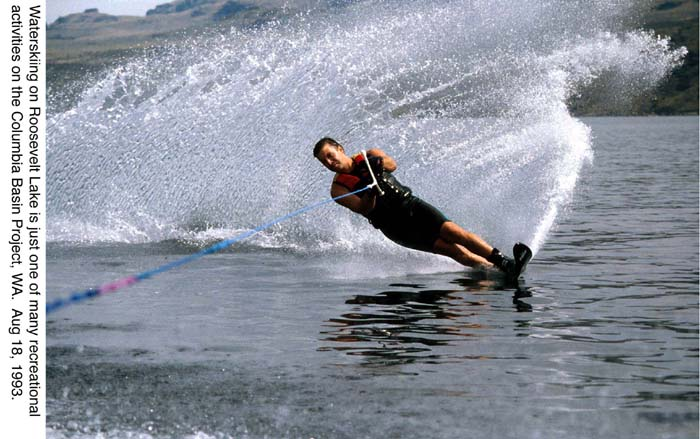 Waterskiing on Roosevelt Lake is just one of many recreational
activities on the Columbia Basin Project, WA.  Aug 18, 1993.